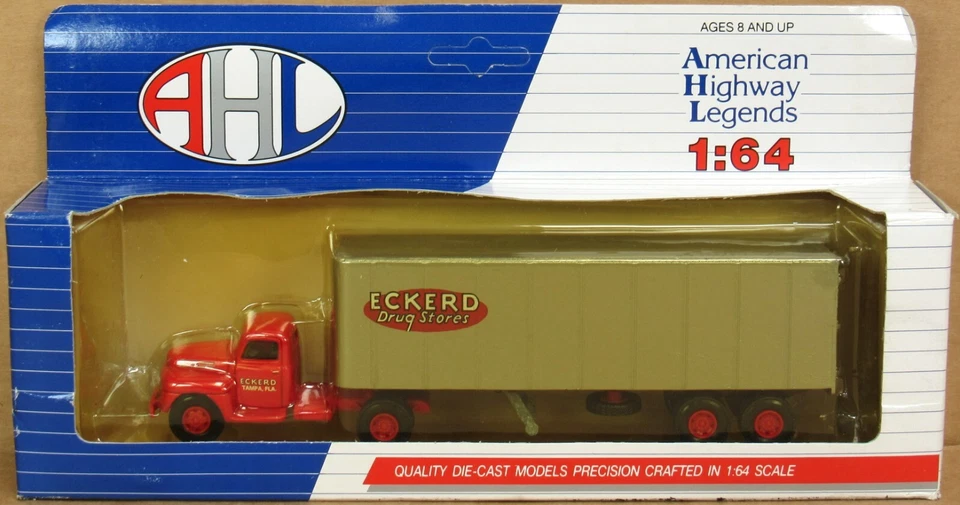 AHL
AGES 8 AND UP
American
Highway
Legends
1:64
ECKERD
Drug Stores
ECKERD
TAMPA, FLA.
QUALITY DIE-CAST MODELS PRECISION CRAFTED IN 1:64 SCALE